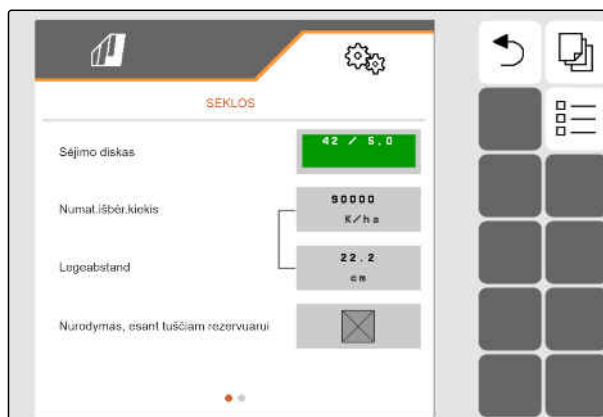 SĖKLOS
Sėjimo diskas
42 / 5,0
Numat.išbėr.kiekis
90000
K/ha
Legeabstand
22.2
cm
Nurodymas, esant tuščiam rezervuarui